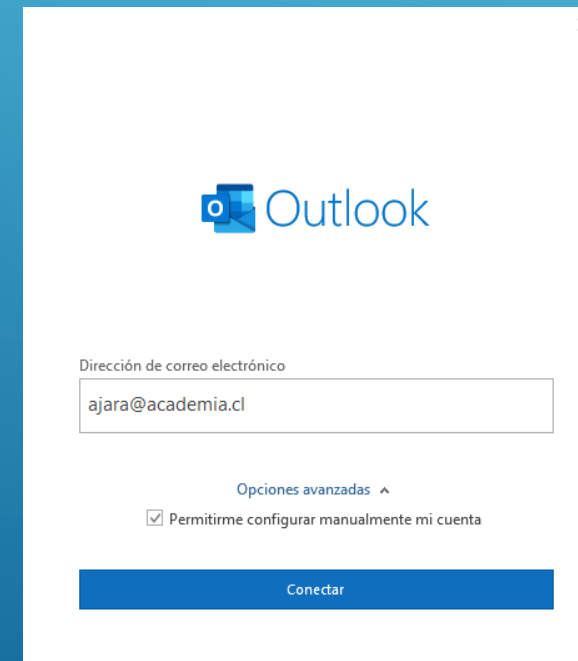 Outlook
Dirección de correo electrónico
ajara@academia.cl
Opciones avanzadas
Permitirme configurar manualmente mi cuenta
Conectar